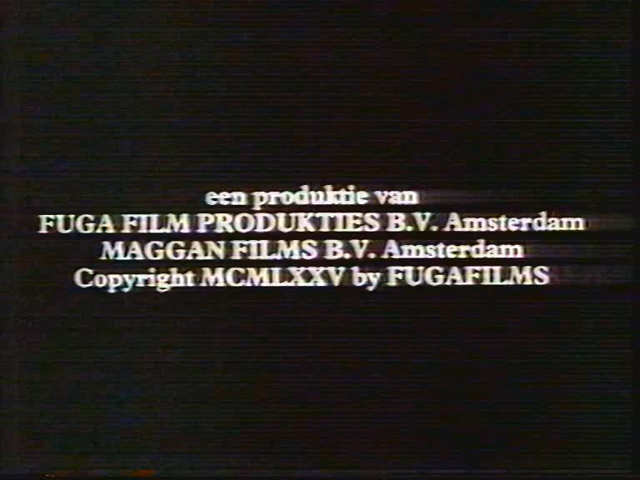 een produktie van
FUGA FILM PRODUKTIES B.V. Amsterdam
MAGGAN FILMS B.V. Amsterdam
Copyright MCMLXXV by FUGAFILMS